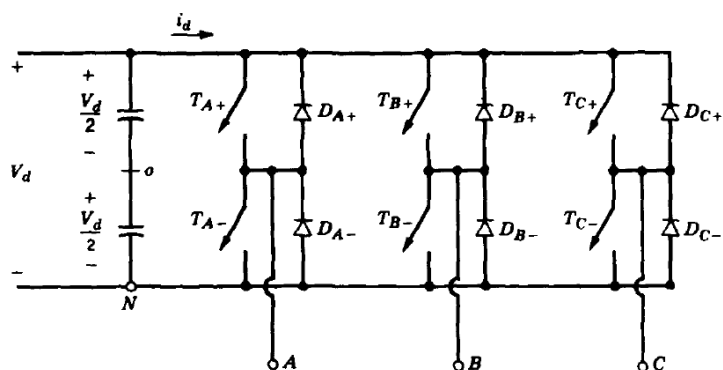 i_d
+
+
V_d/2
−
V_d
o
+
V_d/2
−
−
N
T_A+
D_A+
T_B+
D_B+
T_C+
D_C+
T_A−
D_A−
T_B−
D_B−
T_C−
D_C−
A
B
C